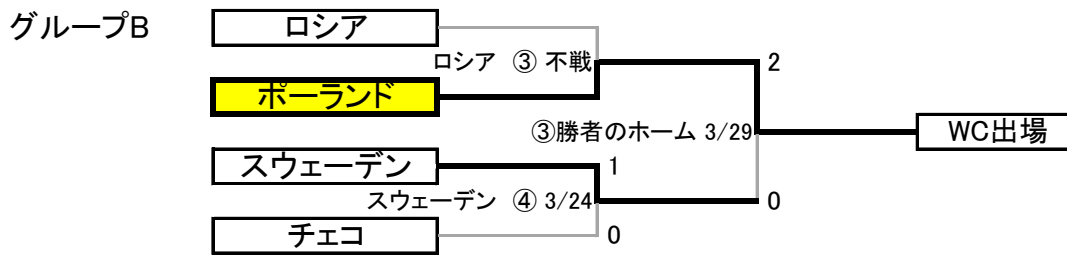 グループB
ロシア
ロシア ③ 不戦
2
ポーランド
③勝者のホーム 3/29
WC出場
スウェーデン
1
スウェーデン ④ 3/24
0
チェコ
0